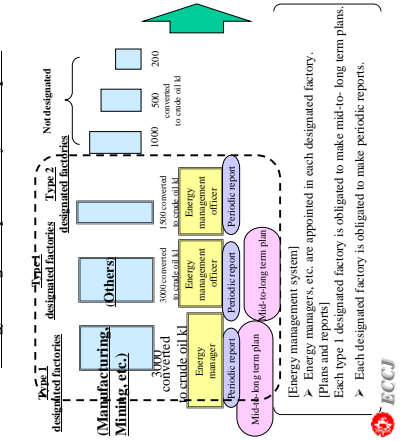 Type 1
designated factories
Type 1
designated factories
Type 2
designated factories
Not designated
(Manufacturing,
Mining, etc.)
(Others)
3000
converted
to crude oil kl
3000 converted
to crude oil kl
1500 converted
to crude oil kl
1000
500
converted
to crude oil kl
200
Energy
manager
Energy
management
officer
Energy
management
officer
Periodic report
Periodic report
Periodic report
Mid-to-long term plan
Mid-to-long term plan
[Energy management system]
➢ Energy managers, etc. are appointed in each designated factory.
[Plans and reports]
Each type 1 designated factory is obligated to make mid-to- long term plans.
➢ Each designated factory is obligated to make periodic reports.
ECCJ